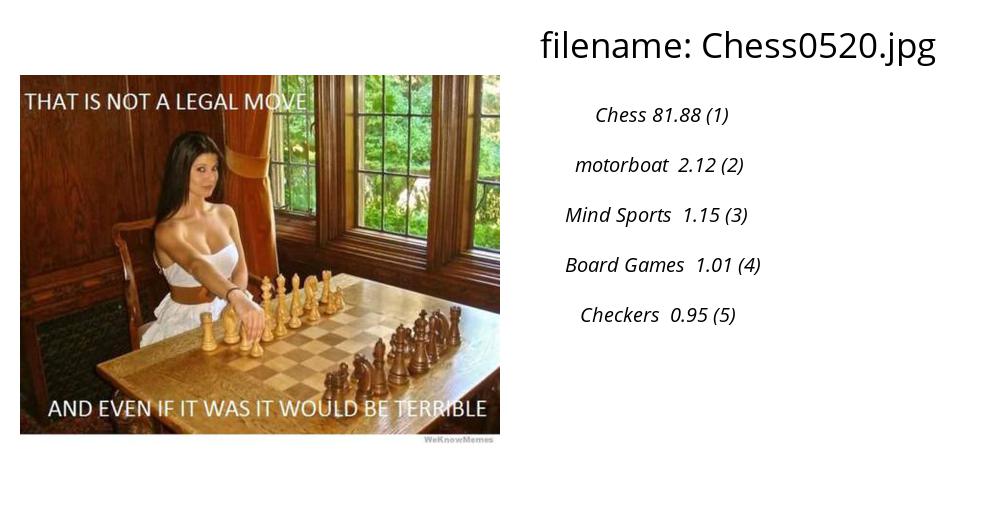 filename: Chess0520.jpg
THAT IS NOT A LEGAL MOVE
Chess 81.88 (1)
motorboat 2.12 (2)
Mind Sports 1.15 (3)
Board Games 1.01 (4)
Checkers 0.95 (5)
AND EVEN IF IT WAS IT WOULD BE TERRIBLE
WeKnowMemes